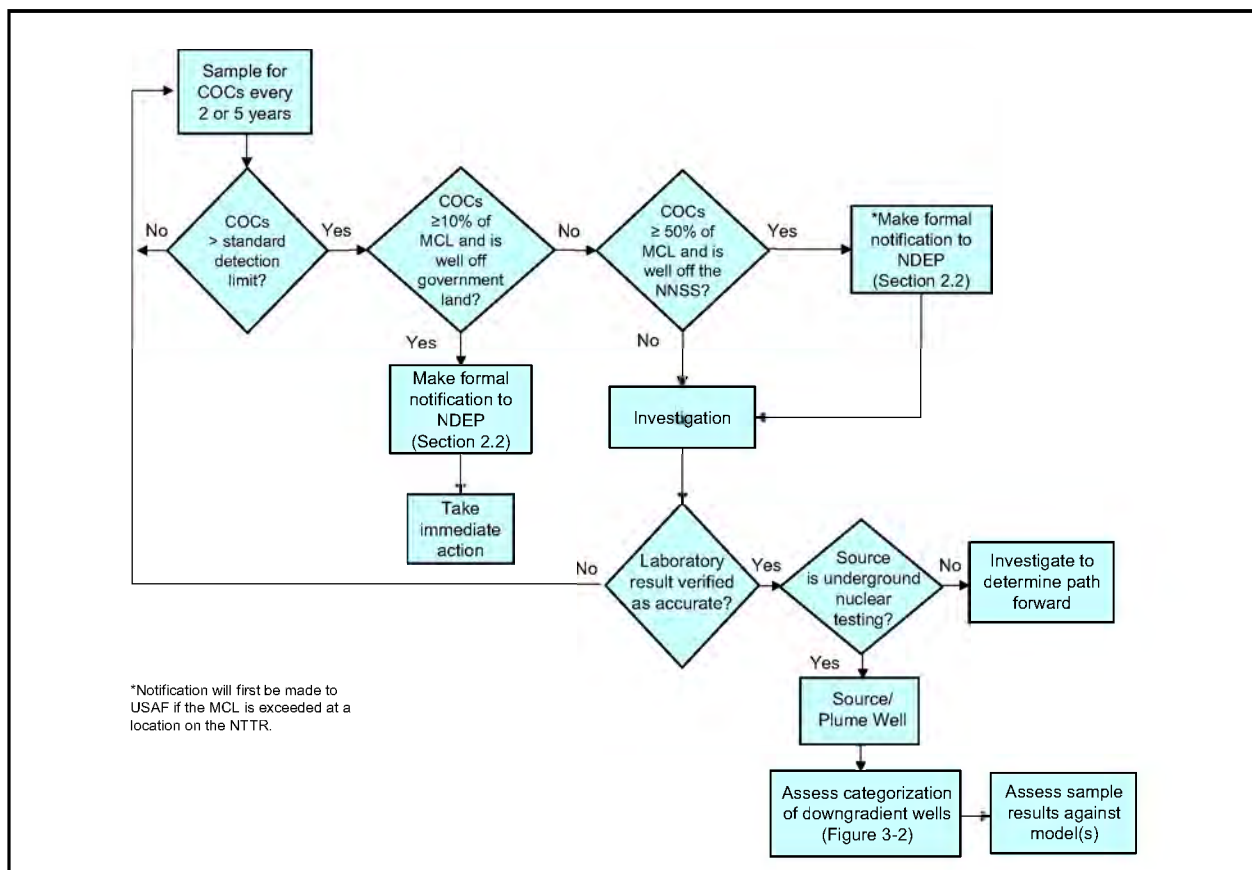 Sample for
COCs every
2 or 5 years
No
COCs
> standard
detection
limit?
Yes
COCs
≥10% of
MCL and is
well off
government
land?
No
COCs
≥ 50% of
MCL and is
well off the
NNSS?
Yes
*Make formal
notification to
NDEP
(Section 2.2)
Yes
Make formal
notification to
NDEP
(Section 2.2)
Take
immediate
action
No
Investigation
No
Laboratory
result verified
as accurate?
Yes
Source
is underground
nuclear
testing?
No
Investigate to
determine path
forward
Yes
Source/
Plume Well
Assess categorization
of downgradient wells
(Figure 3-2)
Assess sample
results against
model(s)
*Notification will first be made to
USAF if the MCL is exceeded at a
location on the NTTR.